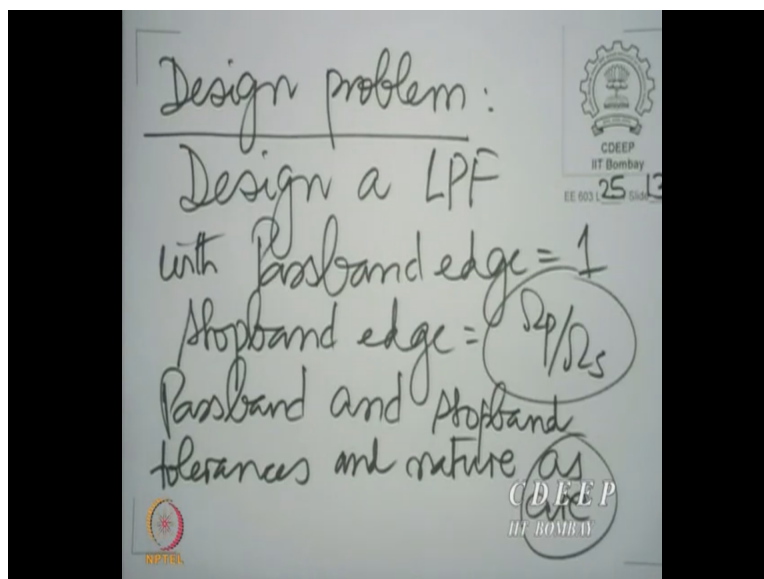 Design problem:
CDEEP
IIT Bombay
EE 603 L 25 Slide 13
Design a LPF
with Passband edge = 1
Stopband edge = Ωp/Ωs
Passband and stopband
tolerances and nature as
CDEEP
IIT BOMBAY
NPTEL